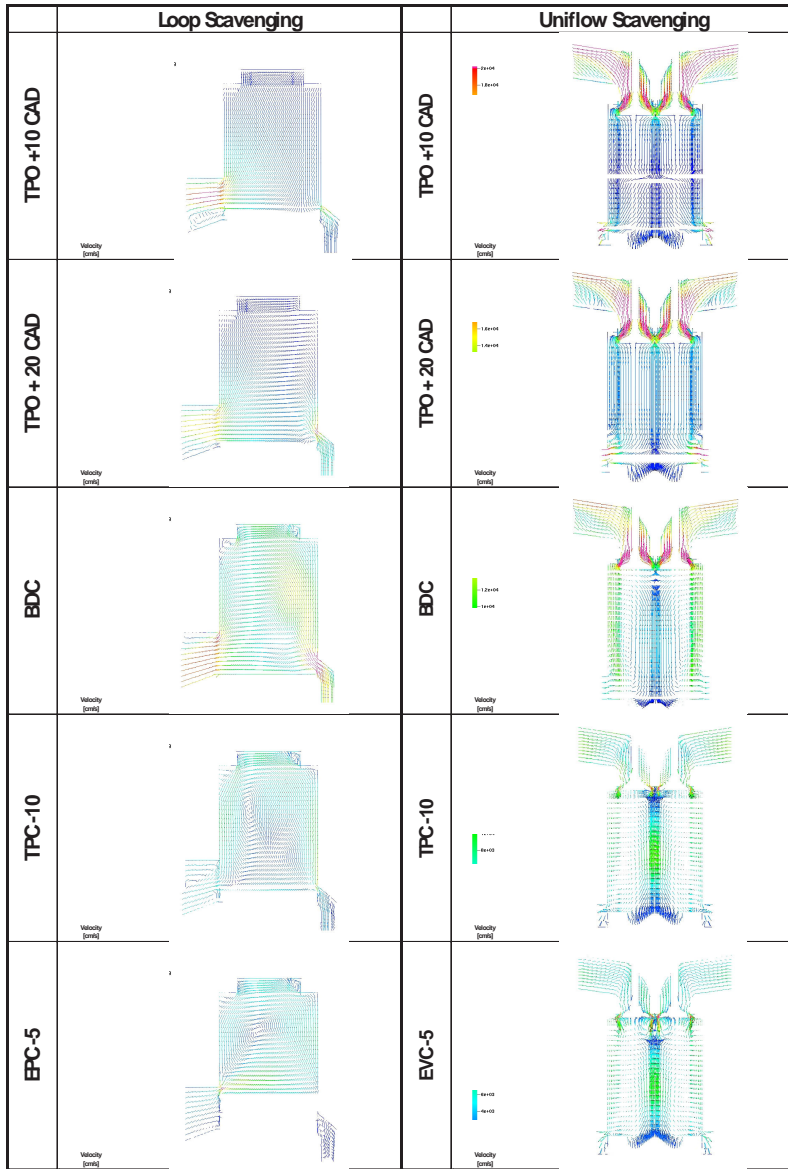 Loop Scavenging
Uniflow Scavenging
TPO +10 CAD
Velocity
[cm/s]
TPO +10 CAD
2e+04
1.8e+04
Velocity
[cm/s]
TPO + 20 CAD
Velocity
[cm/s]
TPO + 20 CAD
1.6e+04
1.4e+04
Velocity
[cm/s]
BDC
Velocity
[cm/s]
BDC
1.2e+04
1e+04
Velocity
[cm/s]
TPC-10
Velocity
[cm/s]
TPC-10
8e+03
Velocity
[cm/s]
EPC-5
Velocity
[cm/s]
EVC-5
6e+03
4e+03
Velocity
[cm/s]